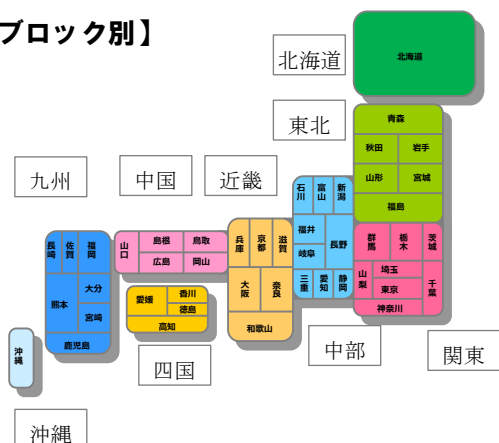 ブロック別】
北海道
北海道
東北
青森
秋田
岩手
山形
宮城
福島
九州
中国
近畿
石川
富山
新潟
福井
長野
岐阜
三重
愛知
静岡
群馬
栃木
茨城
山梨
埼玉
東京
千葉
神奈川
兵庫
京都
滋賀
大阪
奈良
和歌山
山口
島根
鳥取
広島
岡山
愛媛
香川
徳島
高知
長崎
佐賀
福岡
熊本
大分
宮崎
鹿児島
沖縄
四国
中部
関東
沖縄